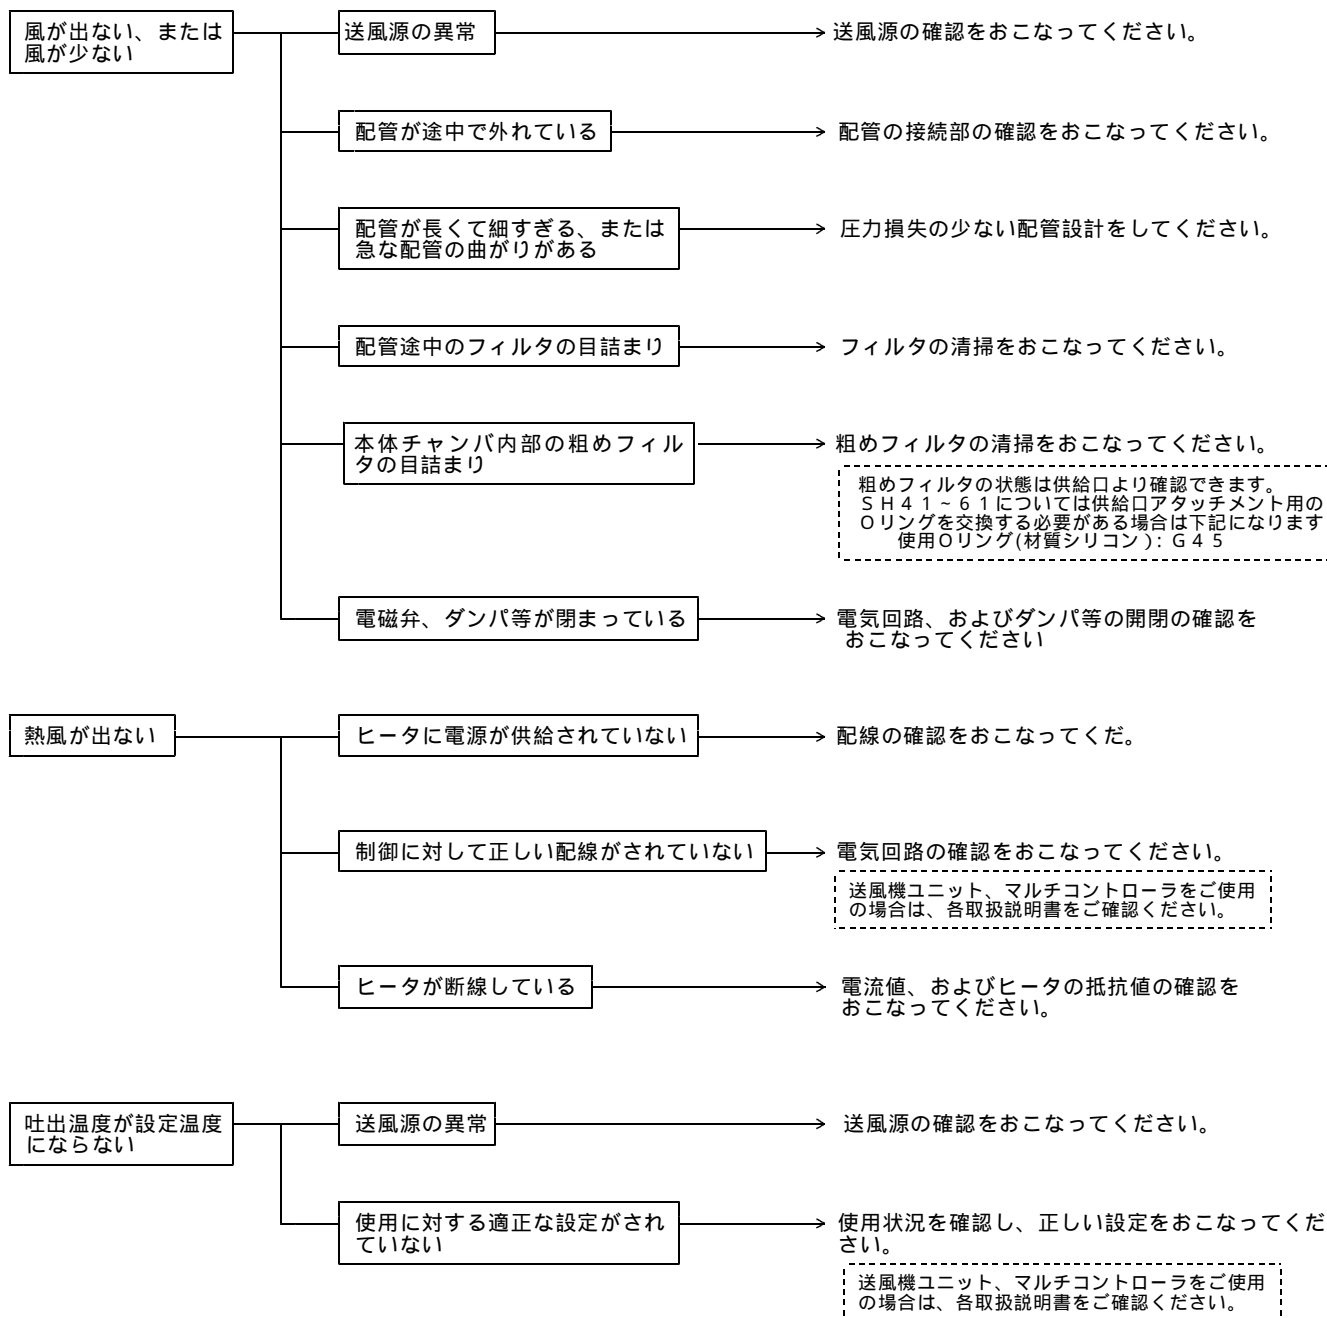 風が出ない、または
風が少ない
送風源の異常
送風源の確認をおこなってください。
配管が途中で外れている
配管の接続部の確認をおこなってください。
配管が長くて細すぎる、または
急な配管の曲がりがある
圧力損失の少ない配管設計をしてください。
配管途中のフィルタの目詰まり
フィルタの清掃をおこなってください。
本体チャンバ内部の粗めフィル
タの目詰まり
粗めフィルタの清掃をおこなってください。
粗めフィルタの状態は供給口より確認できます。
ＳＨ４１~６１については供給口アタッチメント用の
Ｏリングを交換する必要がある場合は下記になります
使用Ｏリング(材質シリコン)：Ｇ４５
電磁弁、ダンパ等が閉まっている
電気回路、およびダンパ等の開閉の確認を
おこなってください
熱風が出ない
ヒータに電源が供給されていない
配線の確認をおこなってくだ。
制御に対して正しい配線がされていない
電気回路の確認をおこなってください。
送風機ユニット、マルチコントローラをご使用
の場合は、各取扱説明書をご確認ください。
ヒータが断線している
電流値、およびヒータの抵抗値の確認を
おこなってください。
吐出温度が設定温度
にならない
送風源の異常
送風源の確認をおこなってください。
使用に対する適正な設定がされ
ていない
使用状況を確認し、正しい設定をおこなってくだ
さい。
送風機ユニット、マルチコントローラをご使用
の場合は、各取扱説明書をご確認ください。